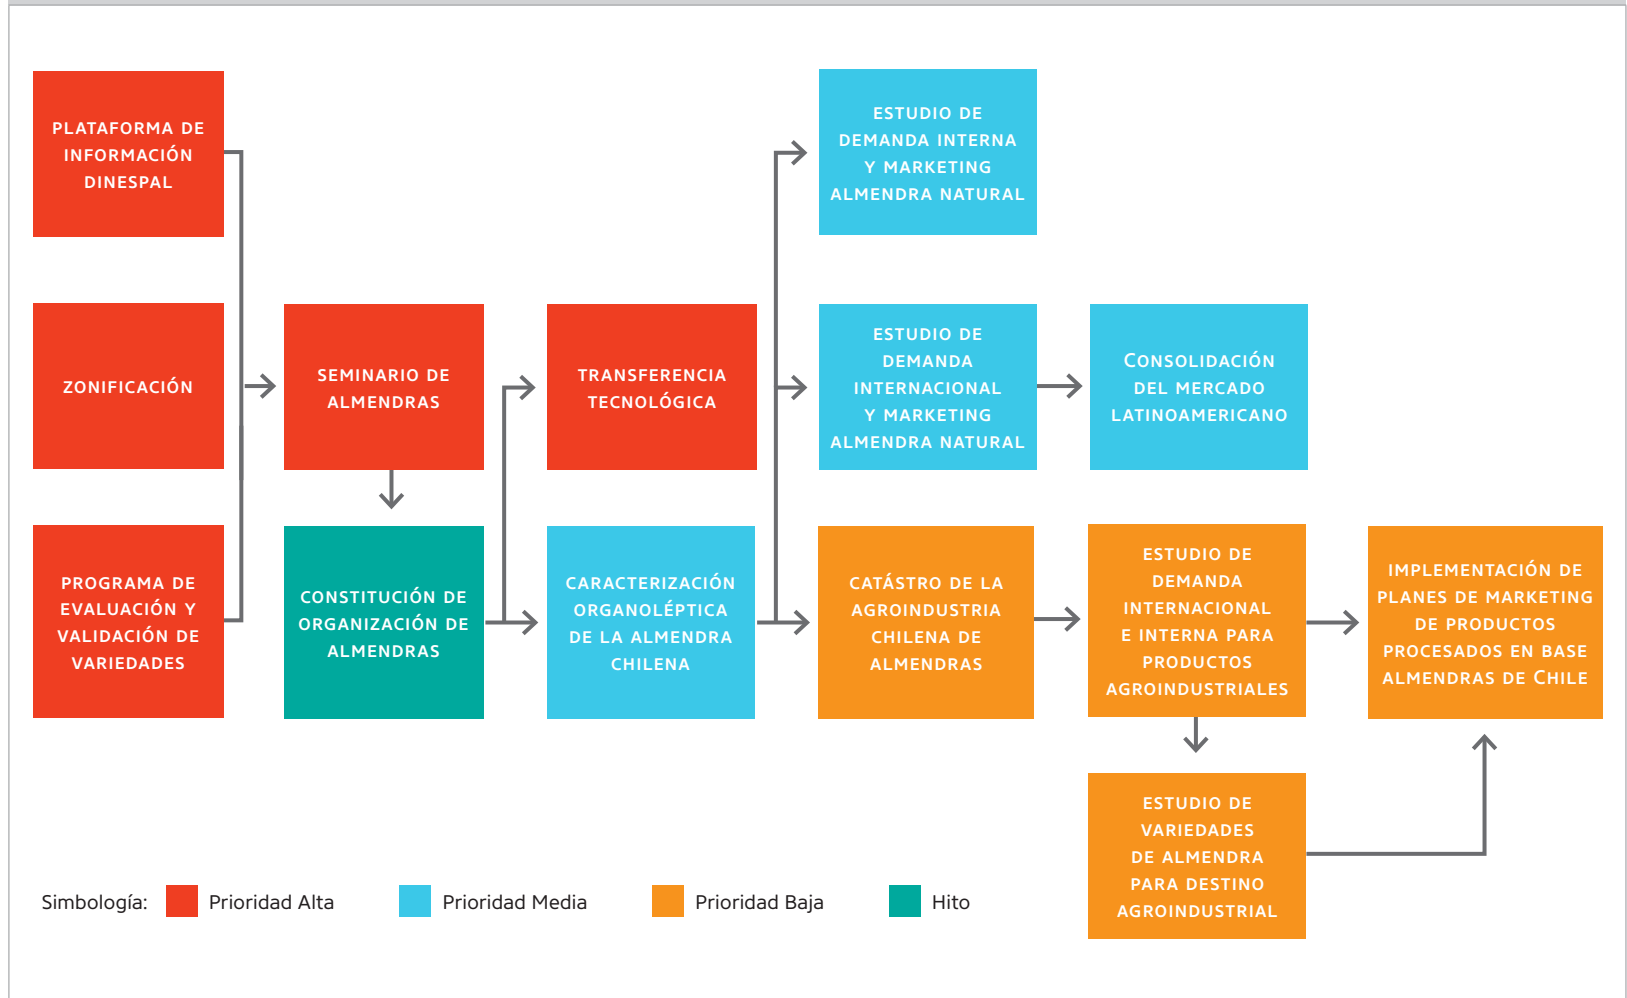 PLATAFORMA DE
INFORMACIÓN
DINESPAL
ZONIFICACIÓN
PROGRAMA DE
EVALUACIÓN Y
VALIDACIÓN DE
VARIEDADES
SEMINARIO DE
ALMENDRAS
CONSTITUCIÓN DE
ORGANIZACIÓN DE
ALMENDRAS
TRANSFERENCIA
TECNOLÓGICA
CARACTERIZACIÓN
ORGANOLÉPTICA
DE LA ALMENDRA
CHILENA
ESTUDIO DE
DEMANDA INTERNA
Y MARKETING
ALMENDRA NATURAL
ESTUDIO DE
DEMANDA
INTERNACIONAL
Y MARKETING
ALMENDRA NATURAL
CONSOLIDACIÓN
DEL MERCADO
LATINOAMERICANO
CATÁSTRO DE LA
AGROINDUSTRIA
CHILENA DE
ALMENDRAS
ESTUDIO DE
DEMANDA
INTERNACIONAL
E INTERNA PARA
PRODUCTOS
AGROINDUSTRIALES
IMPLEMENTACIÓN DE
PLANES DE MARKETING
DE PRODUCTOS
PROCESADOS EN BASE
ALMENDRAS DE CHILE
ESTUDIO DE
VARIEDADES
DE ALMENDRA
PARA DESTINO
AGROINDUSTRIAL
Simbología: Prioridad Alta Prioridad Media Prioridad Baja Hito